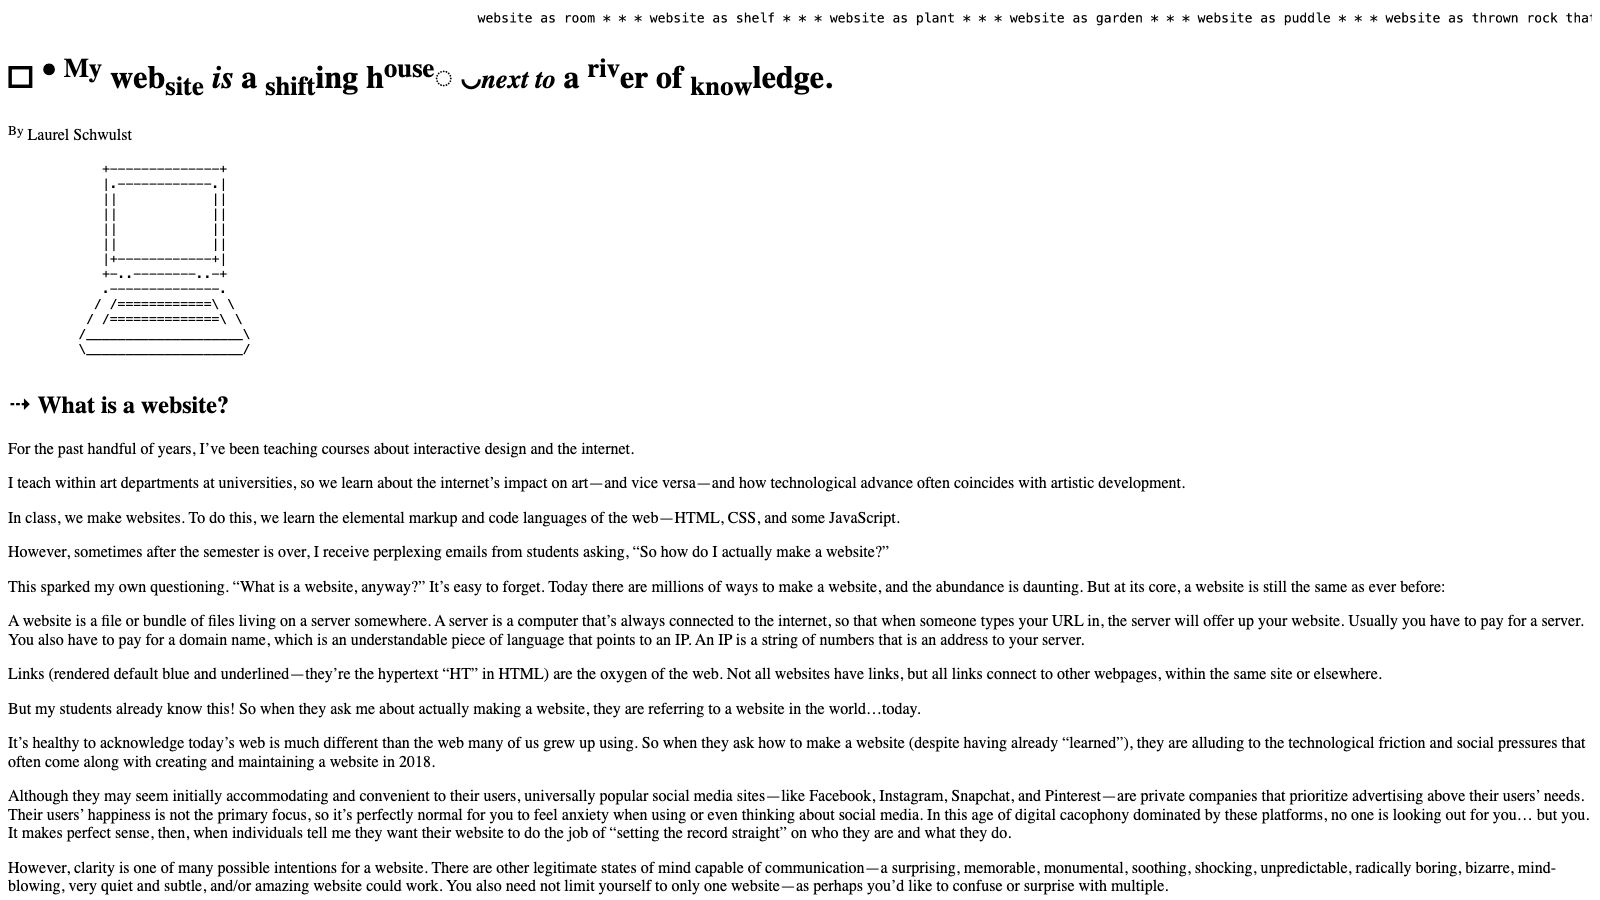 website as room * * * website as shelf * * * website as plant * * * website as garden * * * website as puddle * * * website as thrown rock that
□ • My website is a shifting house◌ ◡next to a river of knowledge.
By Laurel Schwulst
+--------------+
|.------------.|
||            ||
||            ||
||            ||
||            ||
|+------------+|
+-..--------..-+
.--------------.
/ /============\ \
/ /==============\ \
/____________________\
\____________________/
⇢ What is a website?
For the past handful of years, I’ve been teaching courses about interactive design and the internet.
I teach within art departments at universities, so we learn about the internet’s impact on art—and vice versa—and how technological advance often coincides with artistic development.
In class, we make websites. To do this, we learn the elemental markup and code languages of the web—HTML, CSS, and some JavaScript.
However, sometimes after the semester is over, I receive perplexing emails from students asking, “So how do I actually make a website?”
This sparked my own questioning. “What is a website, anyway?” It’s easy to forget. Today there are millions of ways to make a website, and the abundance is daunting. But at its core, a website is still the same as ever before:
A website is a file or bundle of files living on a server somewhere. A server is a computer that’s always connected to the internet, so that when someone types your URL in, the server will offer up your website. Usually you have to pay for a server.
You also have to pay for a domain name, which is an understandable piece of language that points to an IP. An IP is a string of numbers that is an address to your server.
Links (rendered default blue and underlined—they’re the hypertext “HT” in HTML) are the oxygen of the web. Not all websites have links, but all links connect to other webpages, within the same site or elsewhere.
But my students already know this! So when they ask me about actually making a website, they are referring to a website in the world…today.
It’s healthy to acknowledge today’s web is much different than the web many of us grew up using. So when they ask how to make a website (despite having already “learned”), they are alluding to the technological friction and social pressures that
often come along with creating and maintaining a website in 2018.
Although they may seem initially accommodating and convenient to their users, universally popular social media sites—like Facebook, Instagram, Snapchat, and Pinterest—are private companies that prioritize advertising above their users’ needs.
Their users’ happiness is not the primary focus, so it’s perfectly normal for you to feel anxiety when using or even thinking about social media. In this age of digital cacophony dominated by these platforms, no one is looking out for you… but you.
It makes perfect sense, then, when individuals tell me they want their website to do the job of “setting the record straight” on who they are and what they do.
However, clarity is one of many possible intentions for a website. There are other legitimate states of mind capable of communication—a surprising, memorable, monumental, soothing, shocking, unpredictable, radically boring, bizarre, mind-
blowing, very quiet and subtle, and/or amazing website could work. You also need not limit yourself to only one website—as perhaps you’d like to confuse or surprise with multiple.